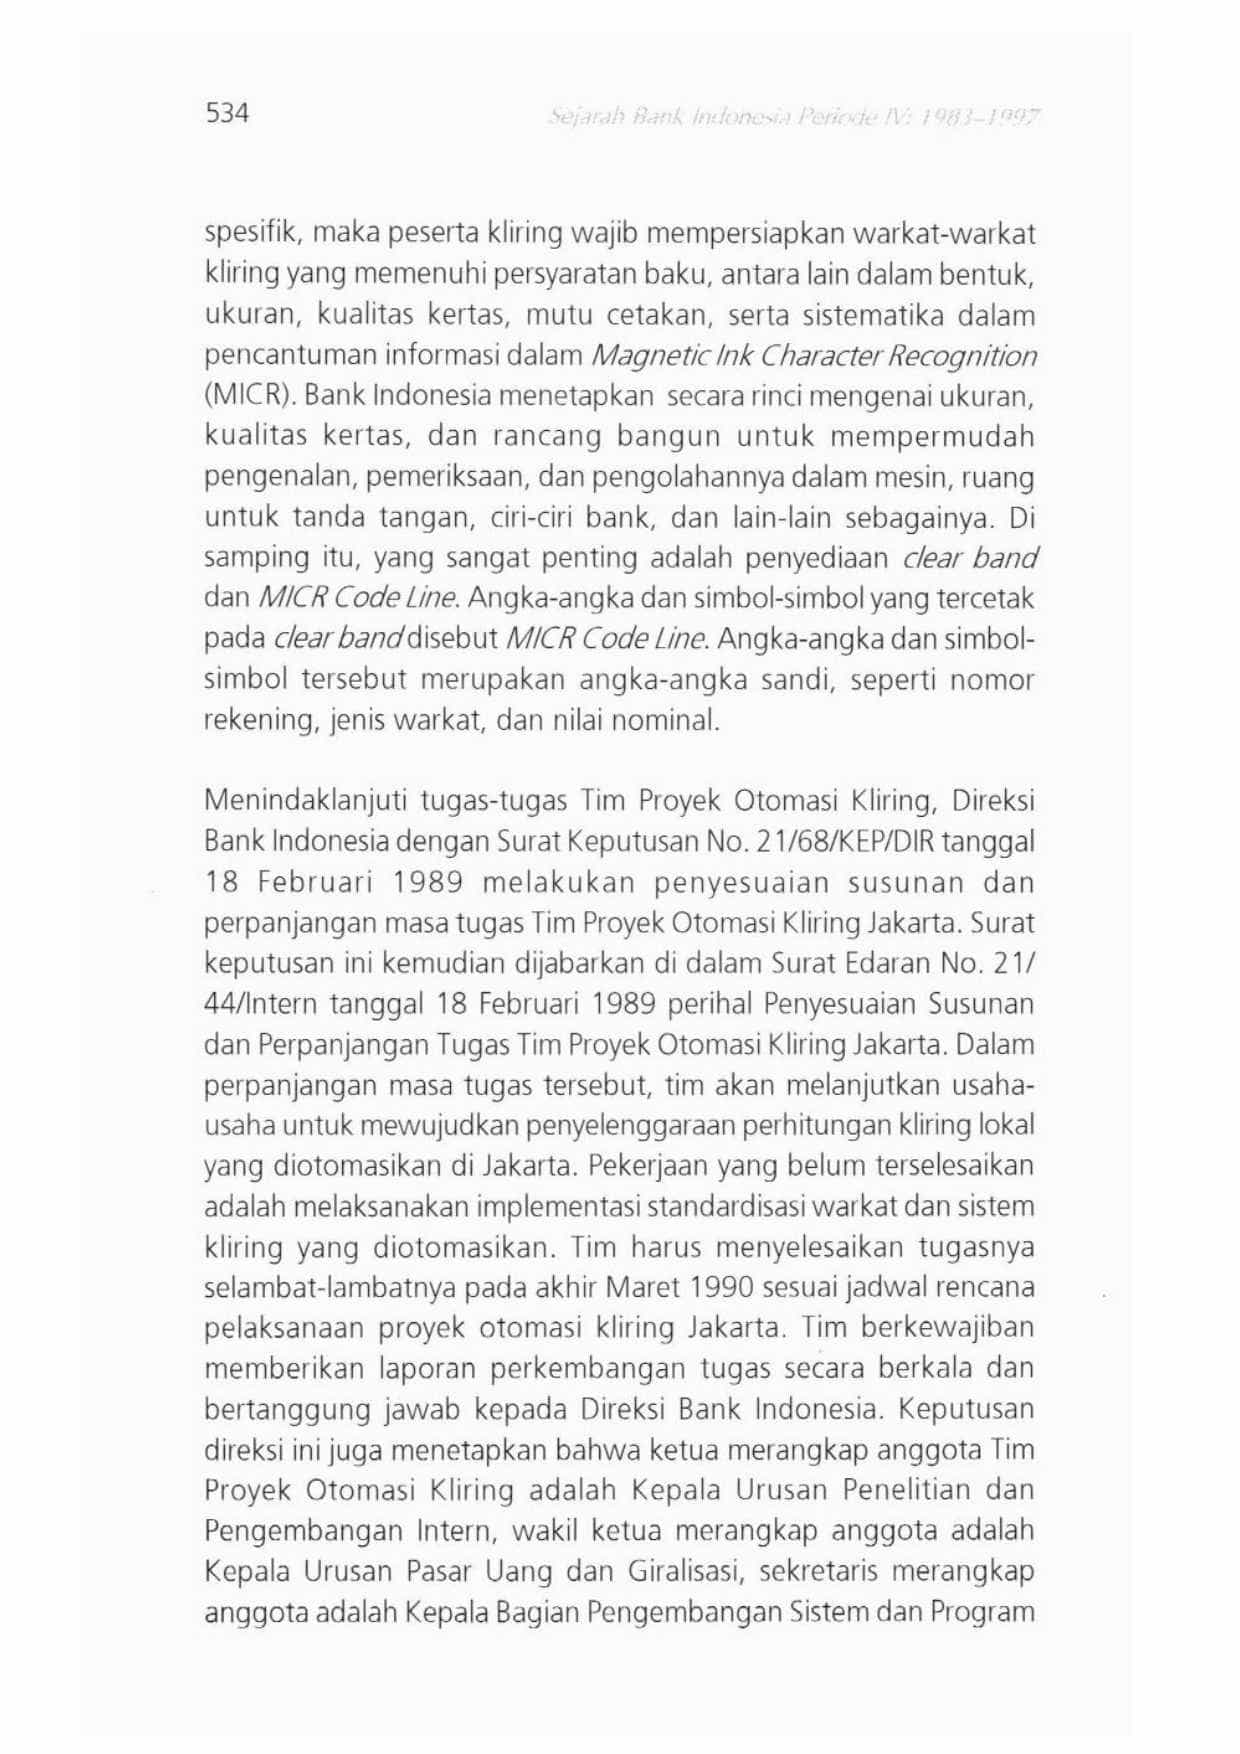 534
Sejarah Bank Indonesia Periode IV: 1983–1997
spesifik, maka peserta kliring wajib mempersiapkan warkat-warkat
kliring yang memenuhi persyaratan baku, antara lain dalam bentuk,
ukuran, kualitas kertas, mutu cetakan, serta sistematika dalam
pencantuman informasi dalam Magnetic Ink Character Recognition
(MICR). Bank Indonesia menetapkan secara rinci mengenai ukuran,
kualitas kertas, dan rancang bangun untuk mempermudah
pengenalan, pemeriksaan, dan pengolahannya dalam mesin, ruang
untuk tanda tangan, ciri-ciri bank, dan lain-lain sebagainya. Di
samping itu, yang sangat penting adalah penyediaan clear band
dan MICR Code Line. Angka-angka dan simbol-simbol yang tercetak
pada clear band disebut MICR Code Line. Angka-angka dan simbol-
simbol tersebut merupakan angka-angka sandi, seperti nomor
rekening, jenis warkat, dan nilai nominal.
Menindaklanjuti tugas-tugas Tim Proyek Otomasi Kliring, Direksi
Bank Indonesia dengan Surat Keputusan No. 21/68/KEP/DIR tanggal
18 Februari 1989 melakukan penyesuaian susunan dan
perpanjangan masa tugas Tim Proyek Otomasi Kliring Jakarta. Surat
keputusan ini kemudian dijabarkan di dalam Surat Edaran No. 21/
44/Intern tanggal 18 Februari 1989 perihal Penyesuaian Susunan
dan Perpanjangan Tugas Tim Proyek Otomasi Kliring Jakarta. Dalam
perpanjangan masa tugas tersebut, tim akan melanjutkan usaha-
usaha untuk mewujudkan penyelenggaraan perhitungan kliring lokal
yang diotomasikan di Jakarta. Pekerjaan yang belum terselesaikan
adalah melaksanakan implementasi standardisasi warkat dan sistem
kliring yang diotomasikan. Tim harus menyelesaikan tugasnya
selambat-lambatnya pada akhir Maret 1990 sesuai jadwal rencana
pelaksanaan proyek otomasi kliring Jakarta. Tim berkewajiban
memberikan laporan perkembangan tugas secara berkala dan
bertanggung jawab kepada Direksi Bank Indonesia. Keputusan
direksi ini juga menetapkan bahwa ketua merangkap anggota Tim
Proyek Otomasi Kliring adalah Kepala Urusan Penelitian dan
Pengembangan Intern, wakil ketua merangkap anggota adalah
Kepala Urusan Pasar Uang dan Giralisasi, sekretaris merangkap
anggota adalah Kepala Bagian Pengembangan Sistem dan Program